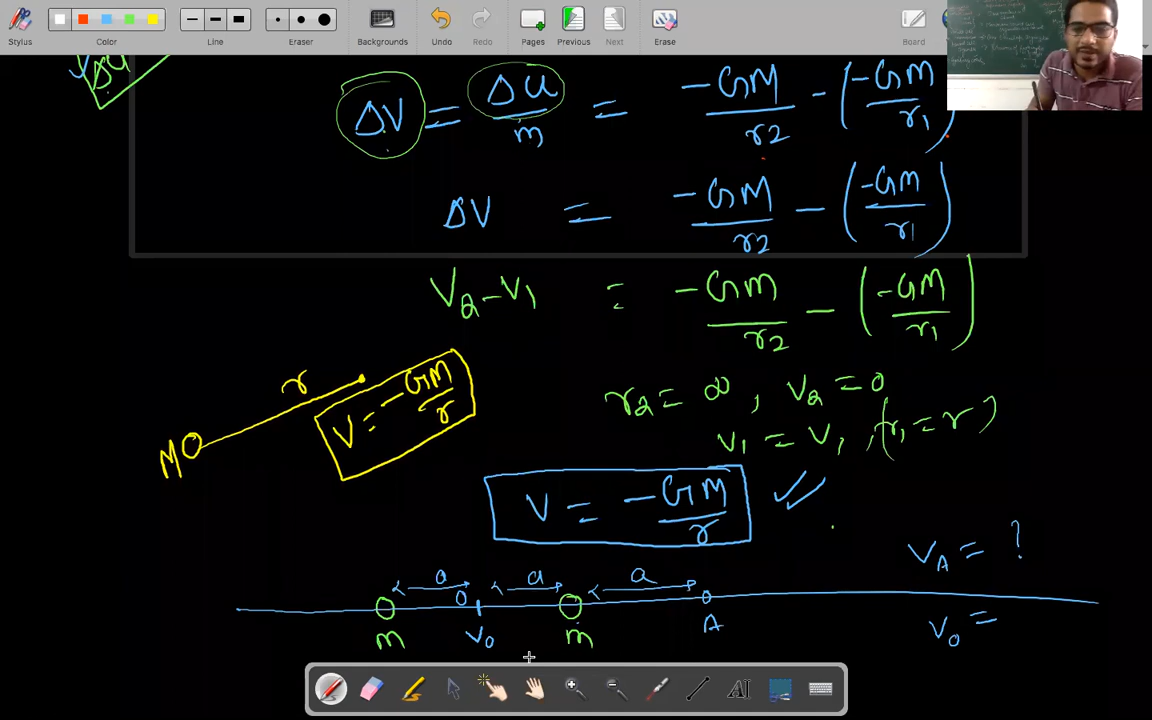 Stylus Color Line Eraser Backgrounds Undo Redo Pages Previous Next Erase Board
ΔU
ΔV = ΔU/m = -GM/r2 - (-GM/r1)
ΔV = -GM/r2 - (-GM/r1)
V2-V1 = -GM/r2 - (-GM/r1)
r
M
V = -GM/r
r2 = ∞, V2 = 0
V1 = V, (r1 = r)
V = -GM/r ✓
VA = ?
a a a
O
m V0 m A
V0 =